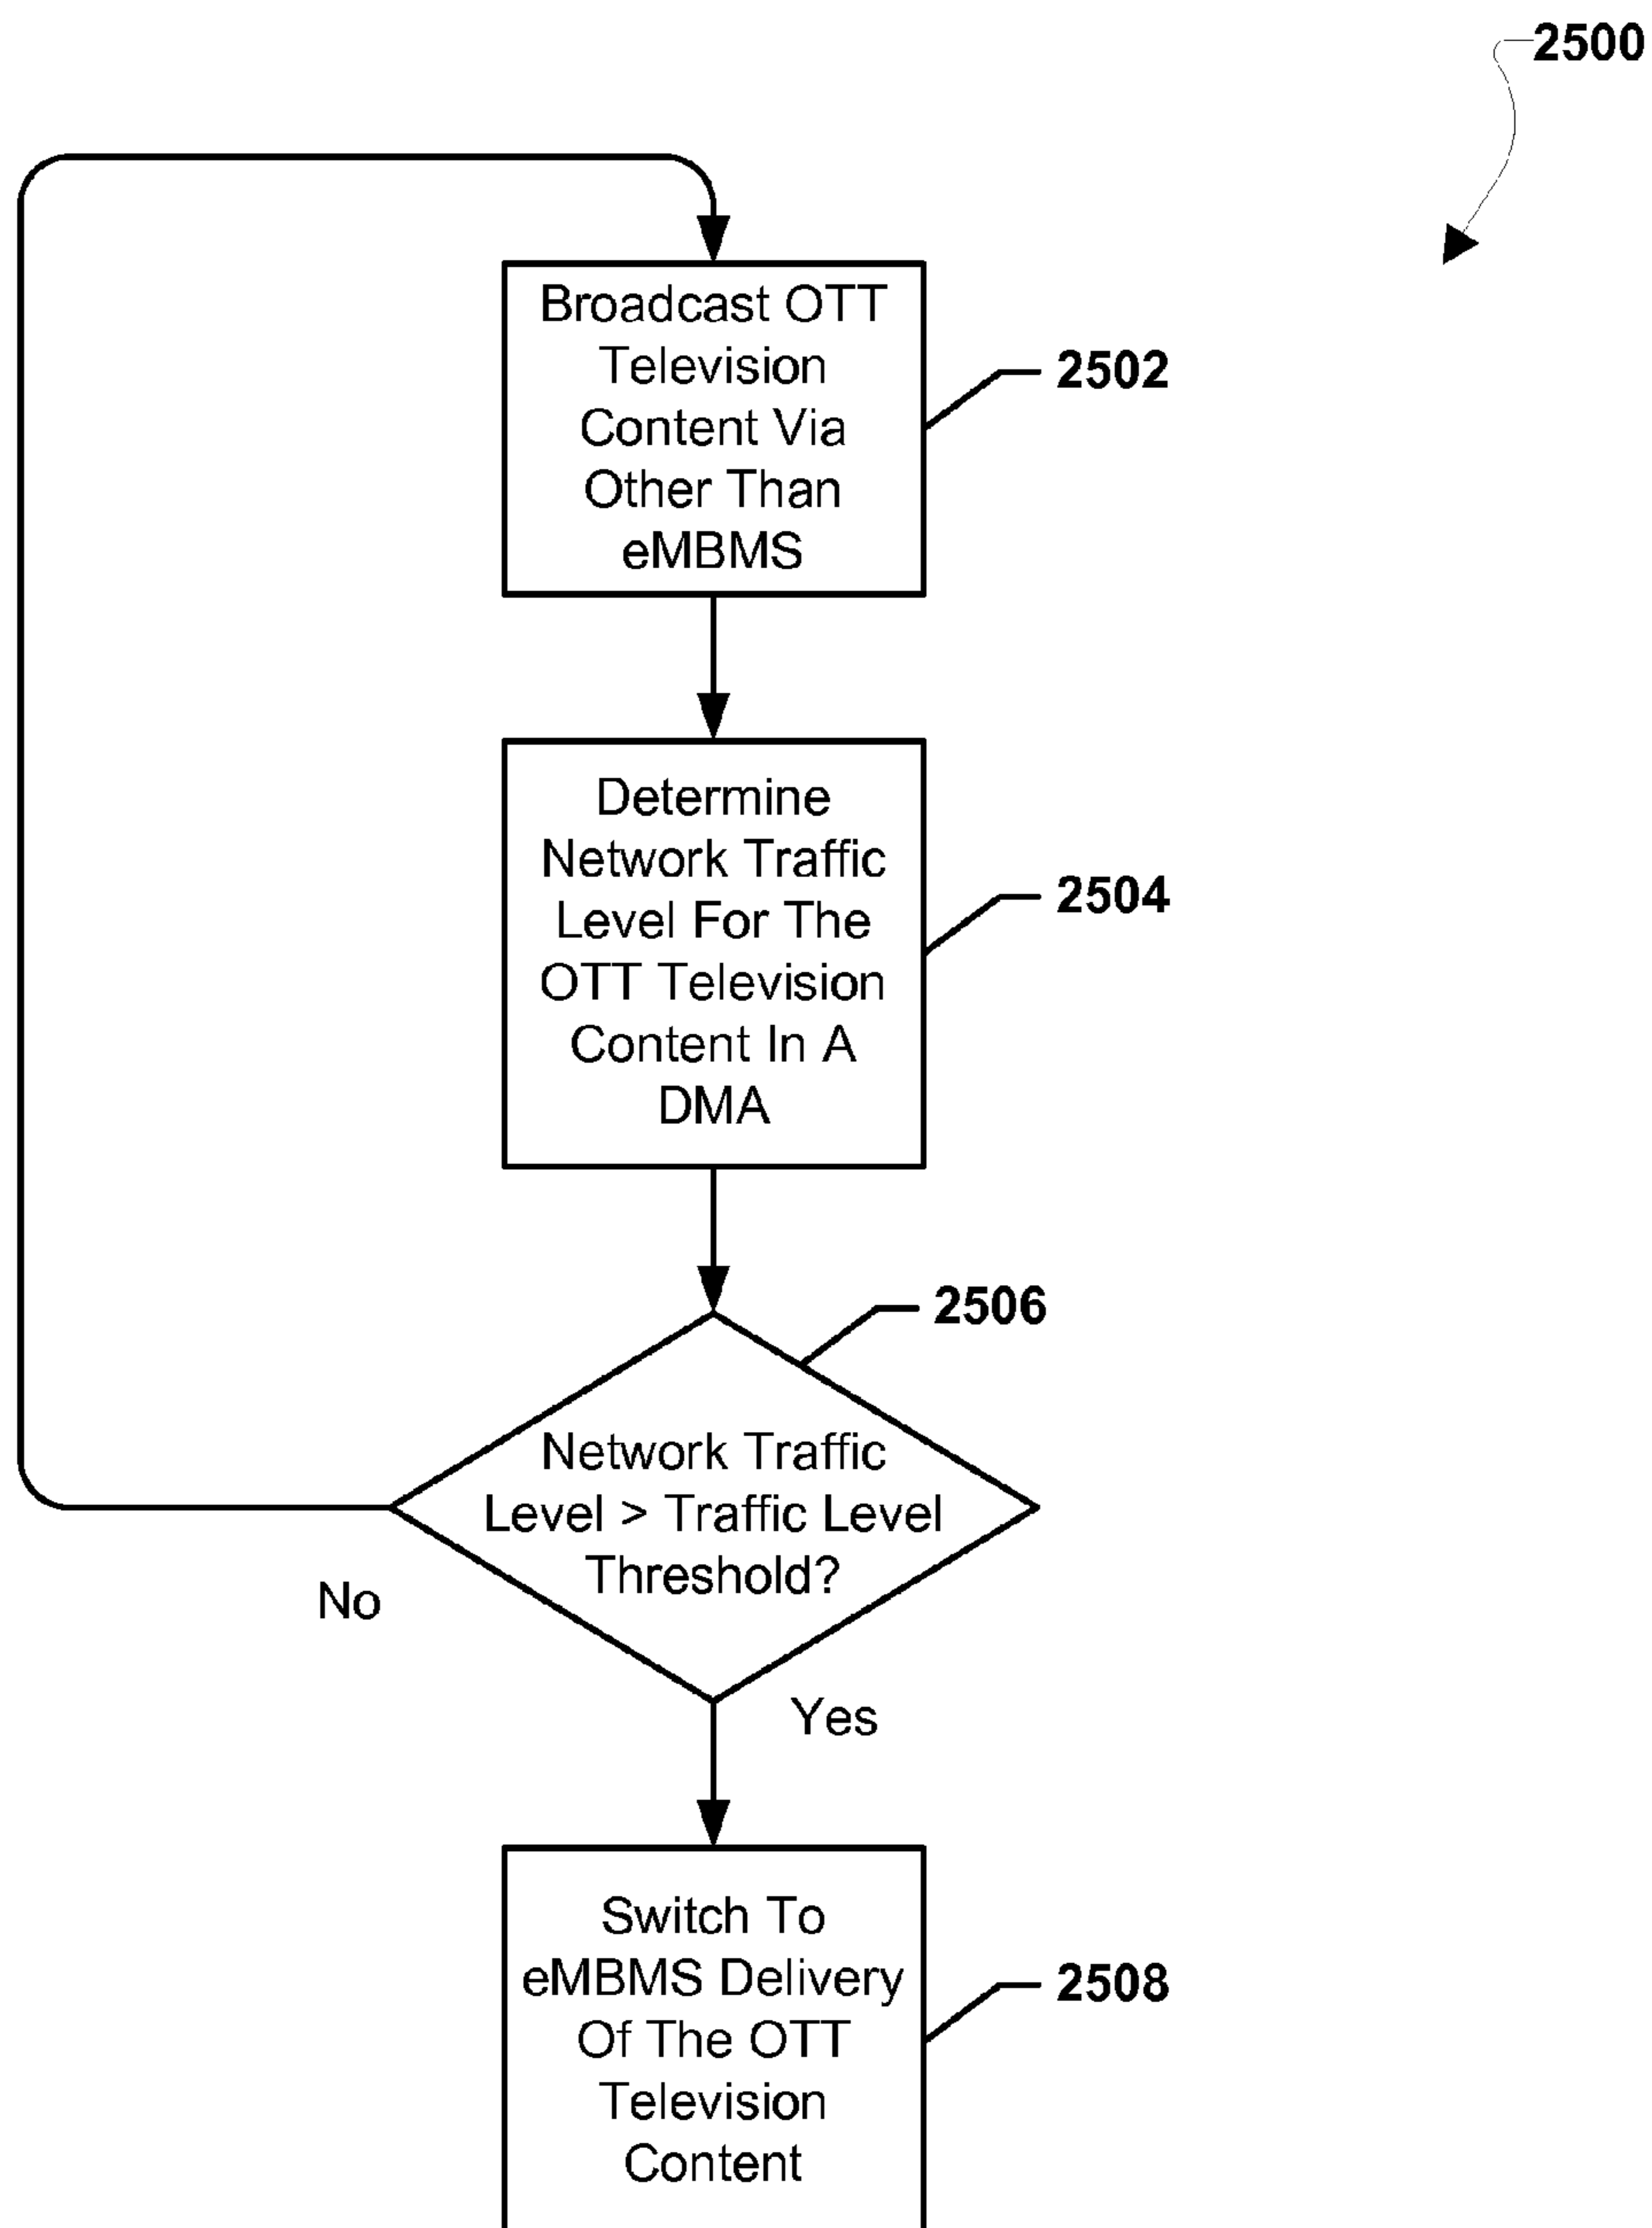 2500
Broadcast OTT
Television
Content Via
Other Than
eMBMS
2502
Determine
Network Traffic
Level For The
OTT Television
Content In A
DMA
2504
2506
Network Traffic
Level > Traffic Level
Threshold?
No
Yes
Switch To
eMBMS Delivery
Of The OTT
Television
Content
2508